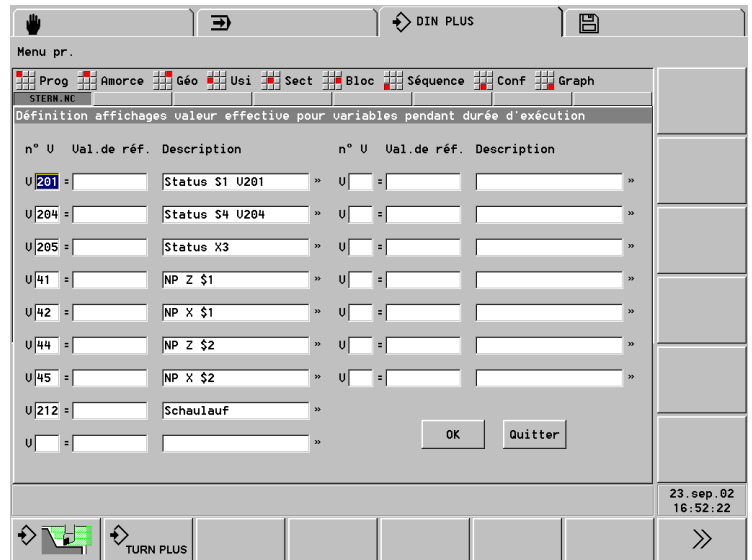 DIN PLUS
Menu pr.
Prog Amorce Géo Usi Sect Bloc Séquence Conf Graph
STERN.NC
Définition affichages valeur effective pour variables pendant durée d'exécution
n° V Val.de réf. Description n° V Val.de réf. Description
V 201 = Status S1 V201 » V = »
V 204 = Status S4 V204 » V = »
V 205 = Status X3 » V = »
V 41 = NP Z $1 » V = »
V 42 = NP X $1 » V = »
V 44 = NP Z $2 » V = »
V 45 = NP X $2 » V = »
V 212 = Schaulauf »
V = »
OK Quitter
23.sep.02
16:52:22
TURN PLUS